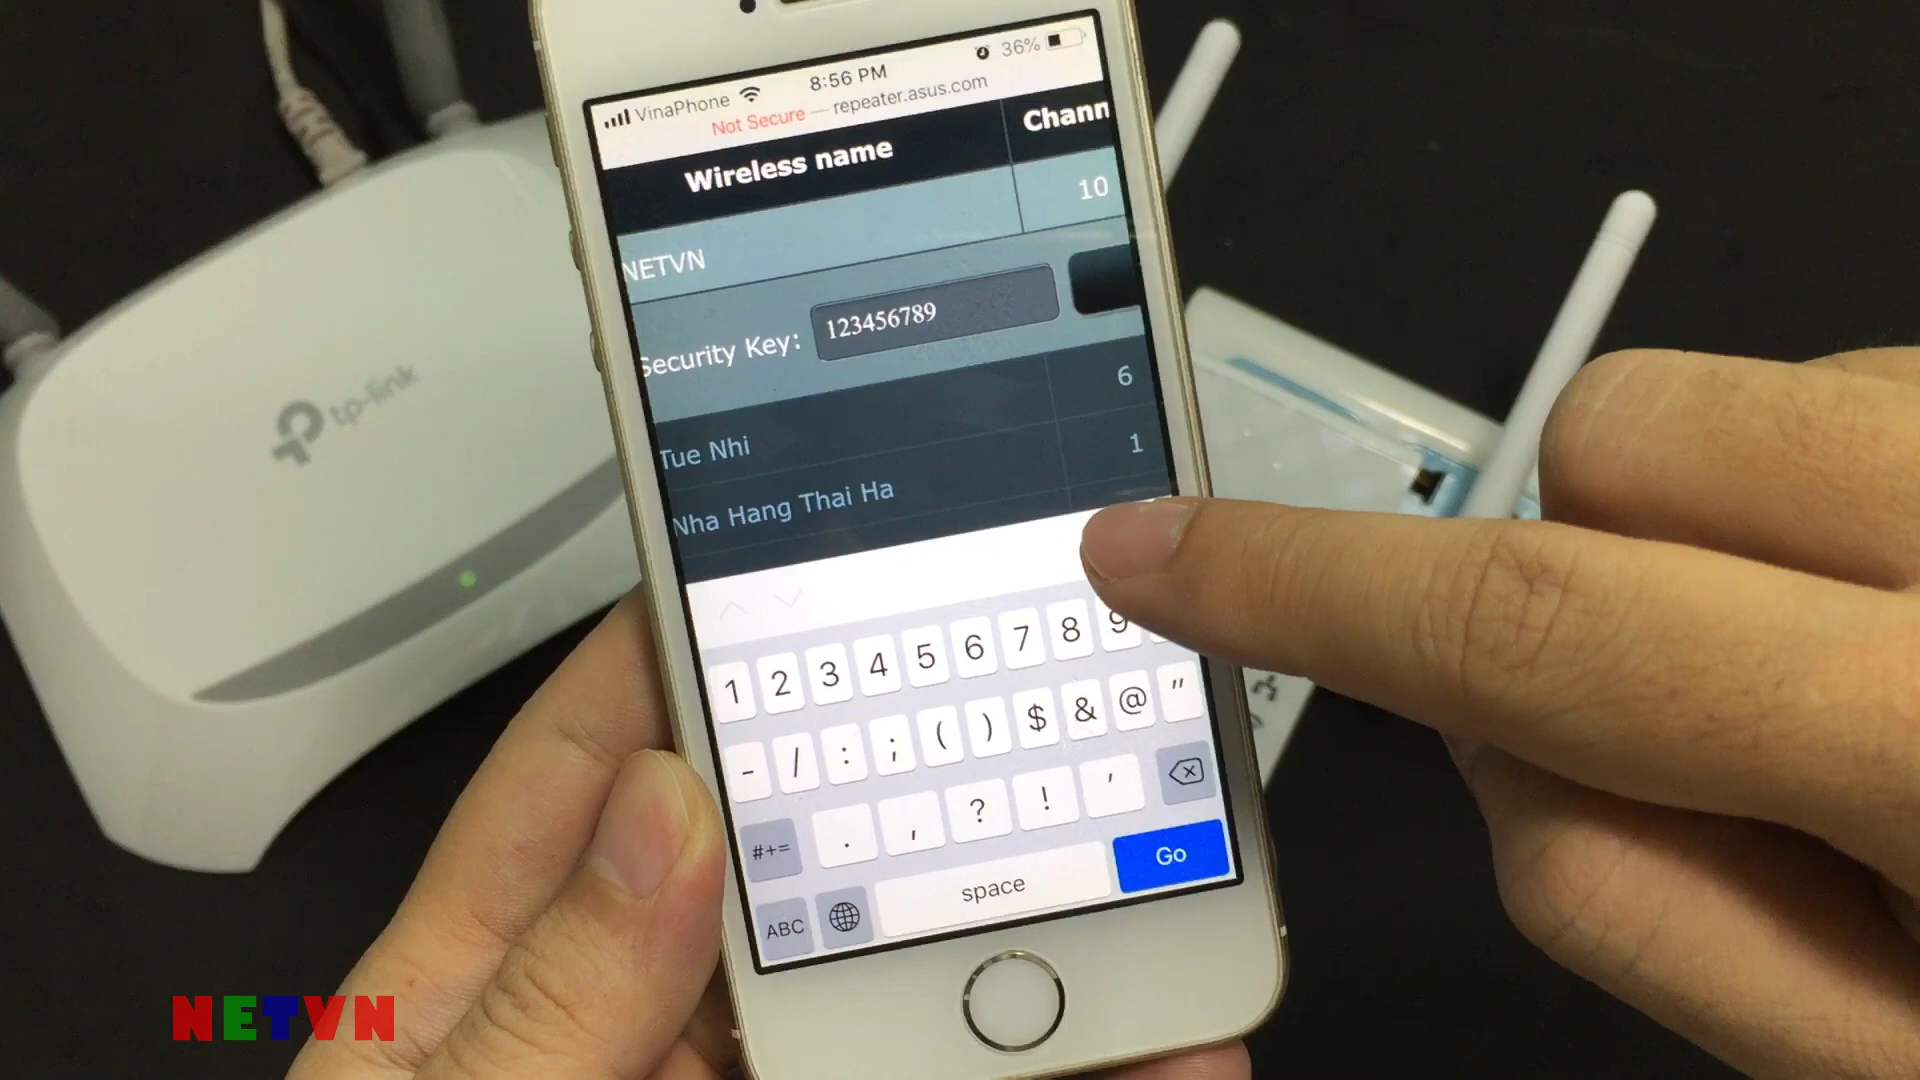 VinaPhone 8:56 PM 36%
Not Secure — repeater.asus.com
Wireless name Chann
NETVN 10
Security Key: 123456789
Tue Nhi 6
Nha Hang Thai Ha 1
tp-link
1 2 3 4 5 6 7 8 9
- / : ; ( ) $ & @ "
#+= . , ? ! '
ABC space Go
NETVN